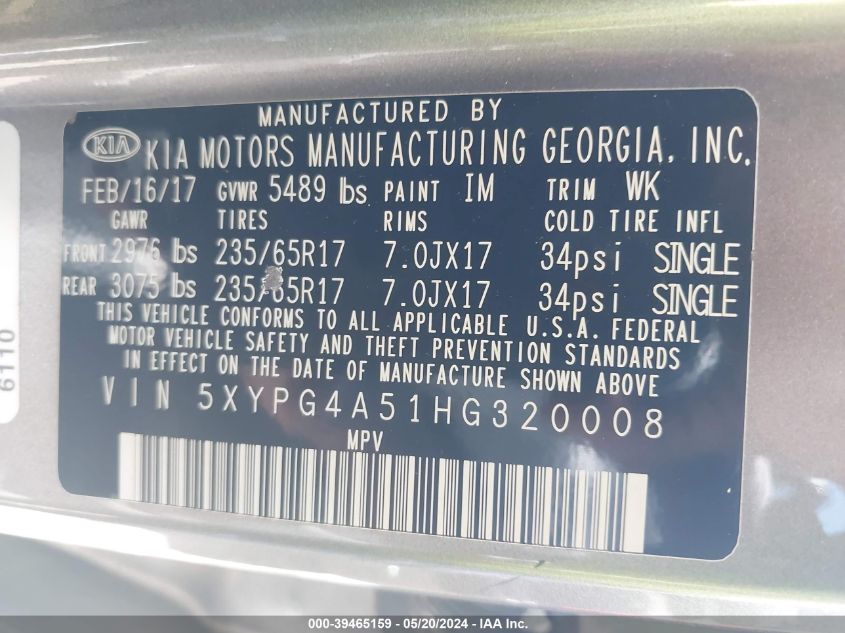 MANUFACTURED BY
KIA KIA MOTORS MANUFACTURING GEORGIA, INC.
FEB/16/17 GVWR 5489 lbs PAINT IM TRIM WK
GAWR TIRES RIMS COLD TIRE INFL
FRONT 2976 lbs 235/65R17 7.0JX17 34psi SINGLE
REAR 3075 lbs 235/65R17 7.0JX17 34psi SINGLE
THIS VEHICLE CONFORMS TO ALL APPLICABLE U.S.A. FEDERAL
MOTOR VEHICLE SAFETY AND THEFT PREVENTION STANDARDS
IN EFFECT ON THE DATE OF MANUFACTURE SHOWN ABOVE
VIN 5XYPG4A51HG320008
MPV
6110
000-39465159 - 05/20/2024 - IAA Inc.